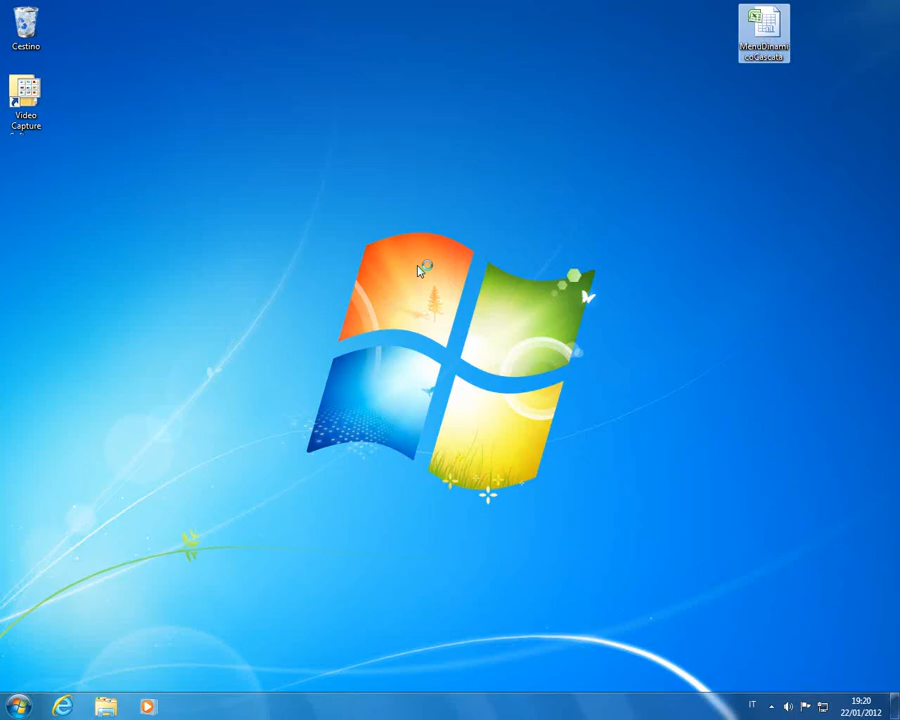 Cestino
Video
Capture
MenuDinami
coCascata
IT
19:20
22/01/2012